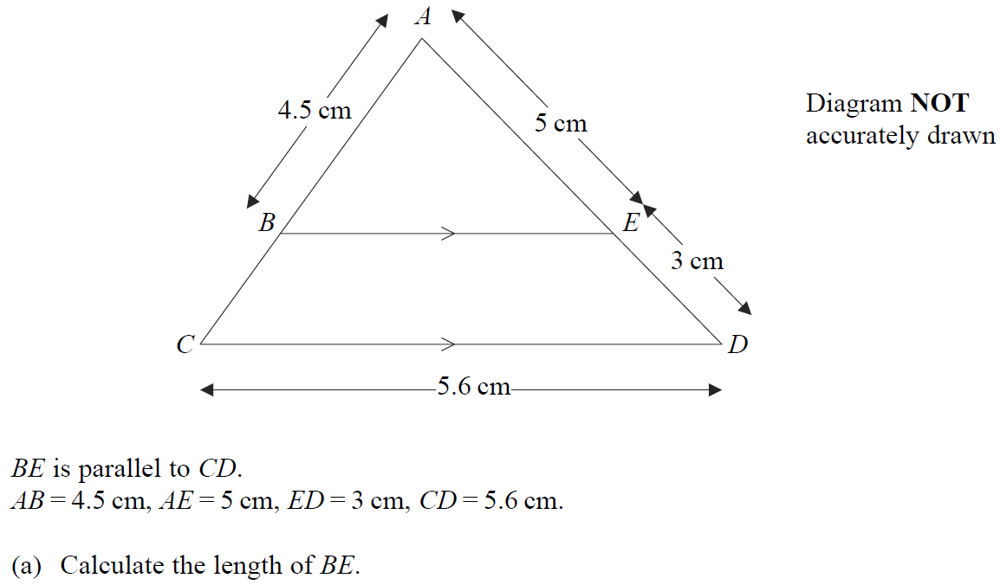 A
4.5 cm
5 cm
Diagram NOT
accurately drawn
B
E
3 cm
C
D
5.6 cm
BE is parallel to CD.
AB = 4.5 cm, AE = 5 cm, ED = 3 cm, CD = 5.6 cm.
(a) Calculate the length of BE.